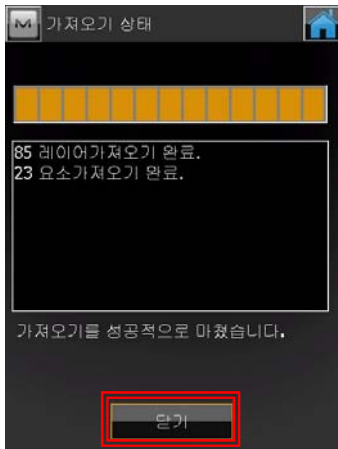 M 가져오기 상태
85 레이어가져오기 완료.
23 요소가져오기 완료.
가져오기를 성공적으로 마쳤습니다.
닫기